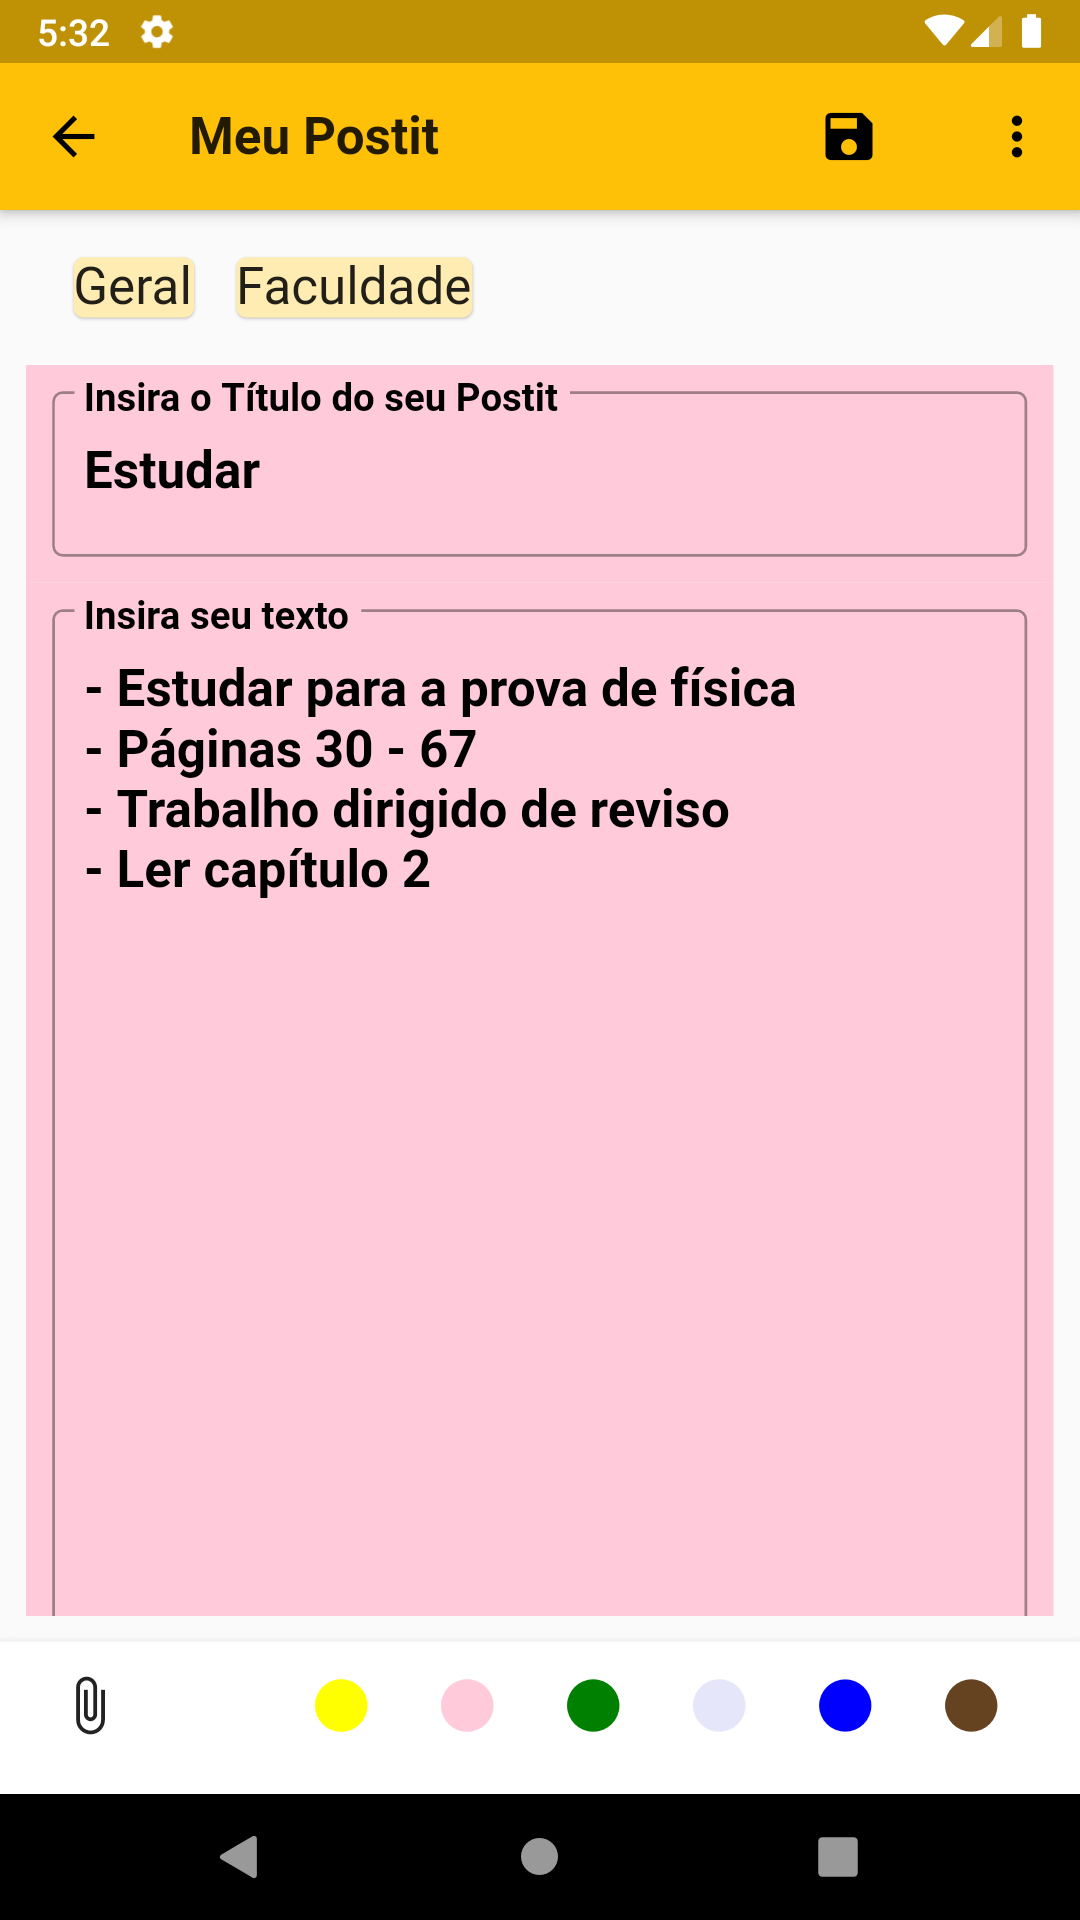 5:32
Meu Postit
Geral Faculdade
Insira o Título do seu Postit
Estudar
Insira seu texto
- Estudar para a prova de física
- Páginas 30 - 67
- Trabalho dirigido de reviso
- Ler capítulo 2